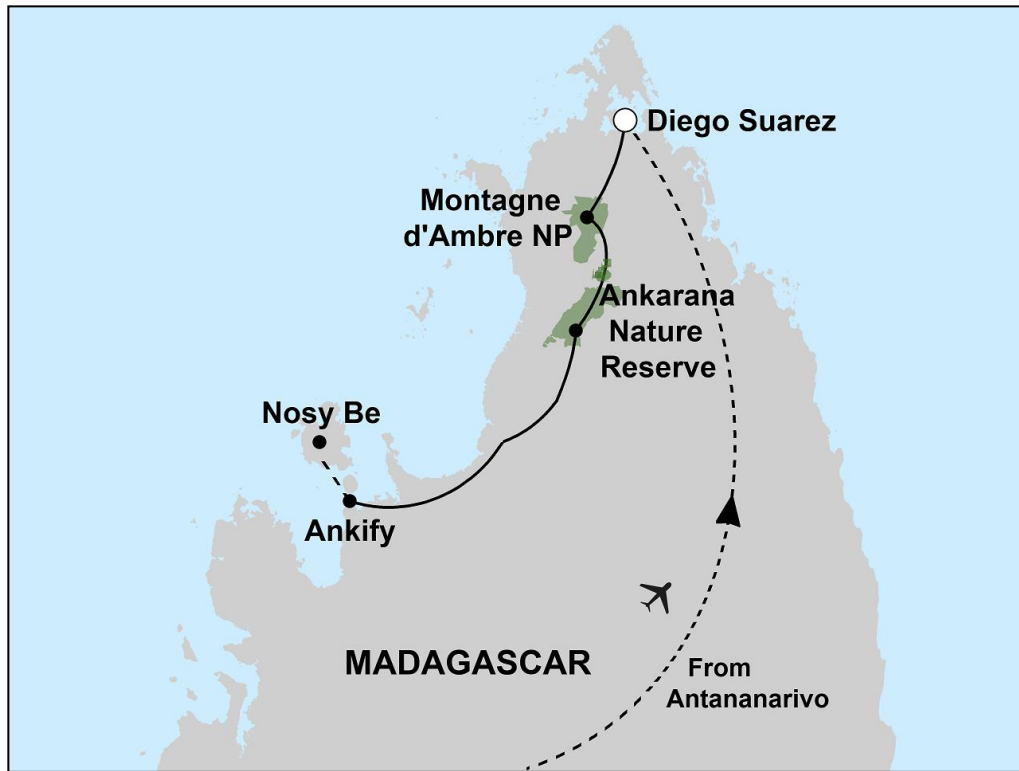 Diego Suarez
Montagne
d'Ambre NP
Ankarana
Nature
Reserve
Nosy Be
Ankify
MADAGASCAR
From
Antananarivo